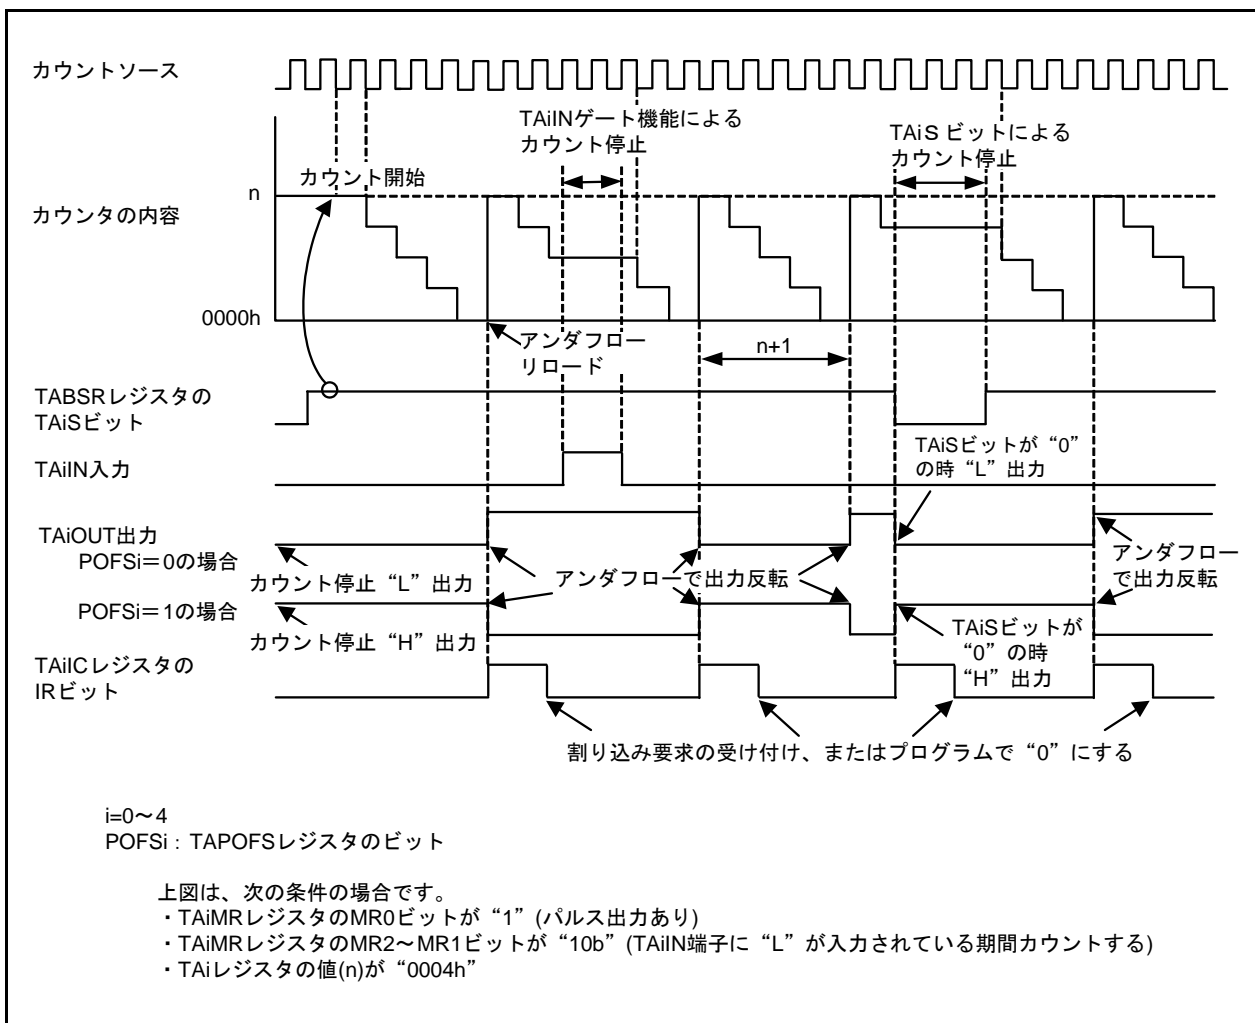 カウントソース
TAiINゲート機能による
カウント停止
TAiS ビットによる
カウント停止
カウント開始
n
カウンタの内容
0000h
アンダフロー
リロード
n+1
TABSRレジスタの
TAiSビット
TAiSビットが“0”
の時“L”出力
TAiIN入力
TAiOUT出力
POFSi=0の場合
カウント停止“L”出力
アンダフローで出力反転
アンダフロー
で出力反転
POFSi=1の場合
カウント停止“H”出力
TAiSビットが
“0”の時
“H”出力
TAiICレジスタの
IRビット
割り込み要求の受け付け、またはプログラムで“0”にする
i=0～4
POFSi：TAPOFSレジスタのビット
上図は、次の条件の場合です。
・TAiMRレジスタのMR0ビットが“1”(パルス出力あり)
・TAiMRレジスタのMR2～MR1ビットが“10b”(TAiIN端子に“L”が入力されている期間カウントする)
・TAiレジスタの値(n)が“0004h”